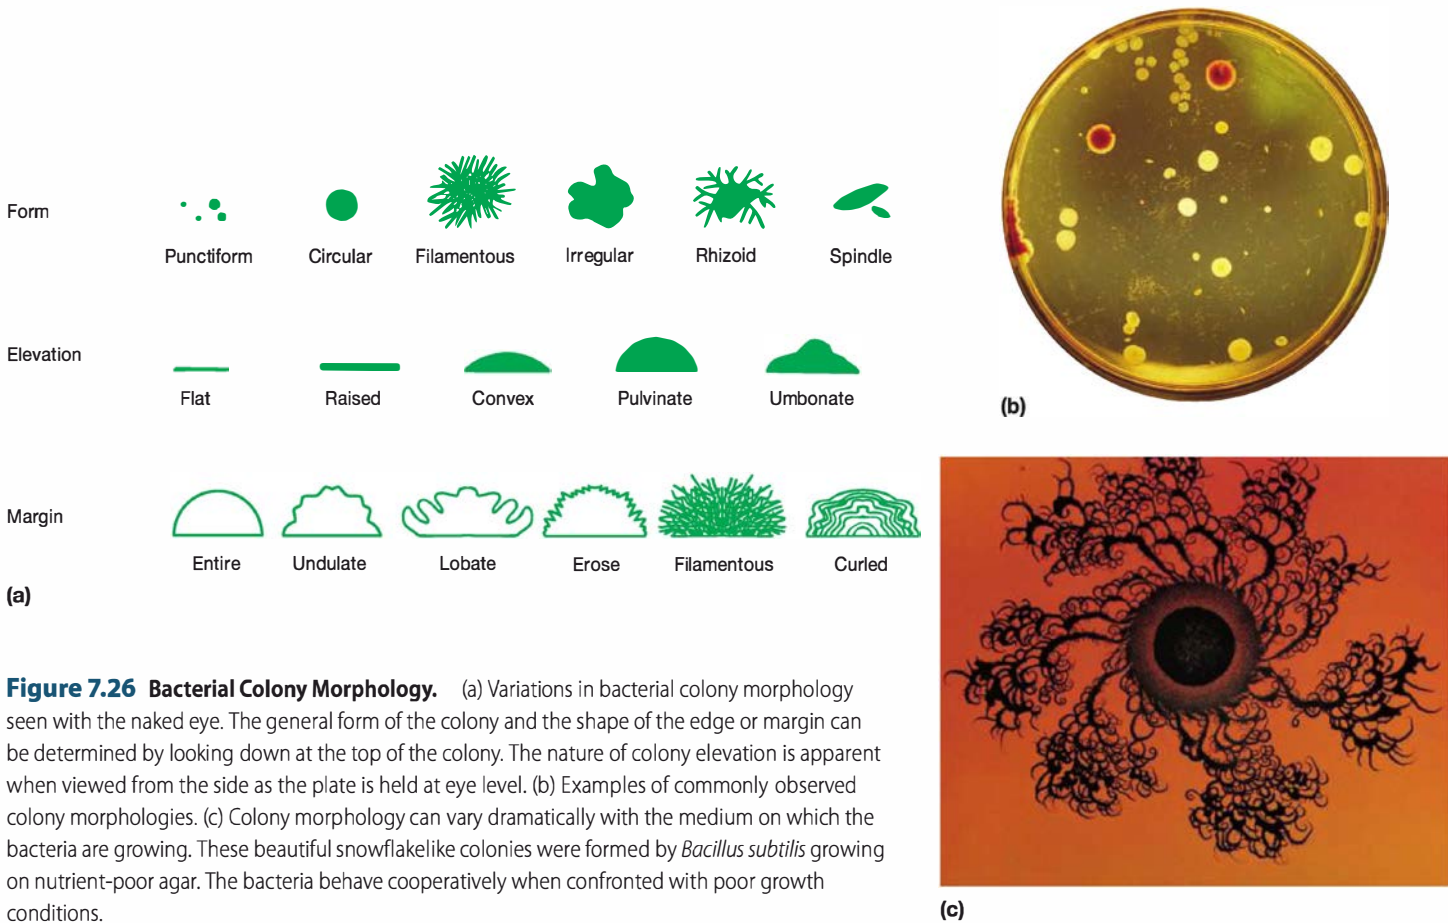 Form
Punctiform Circular Filamentous Irregular Rhizoid Spindle
Elevation
Flat Raised Convex Pulvinate Umbonate
Margin
Entire Undulate Lobate Erose Filamentous Curled
(a)
(b)
(c)
Figure 7.26 Bacterial Colony Morphology. (a) Variations in bacterial colony morphology
seen with the naked eye. The general form of the colony and the shape of the edge or margin can
be determined by looking down at the top of the colony. The nature of colony elevation is apparent
when viewed from the side as the plate is held at eye level. (b) Examples of commonly observed
colony morphologies. (c) Colony morphology can vary dramatically with the medium on which the
bacteria are growing. These beautiful snowflakelike colonies were formed by Bacillus subtilis growing
on nutrient-poor agar. The bacteria behave cooperatively when confronted with poor growth
conditions.